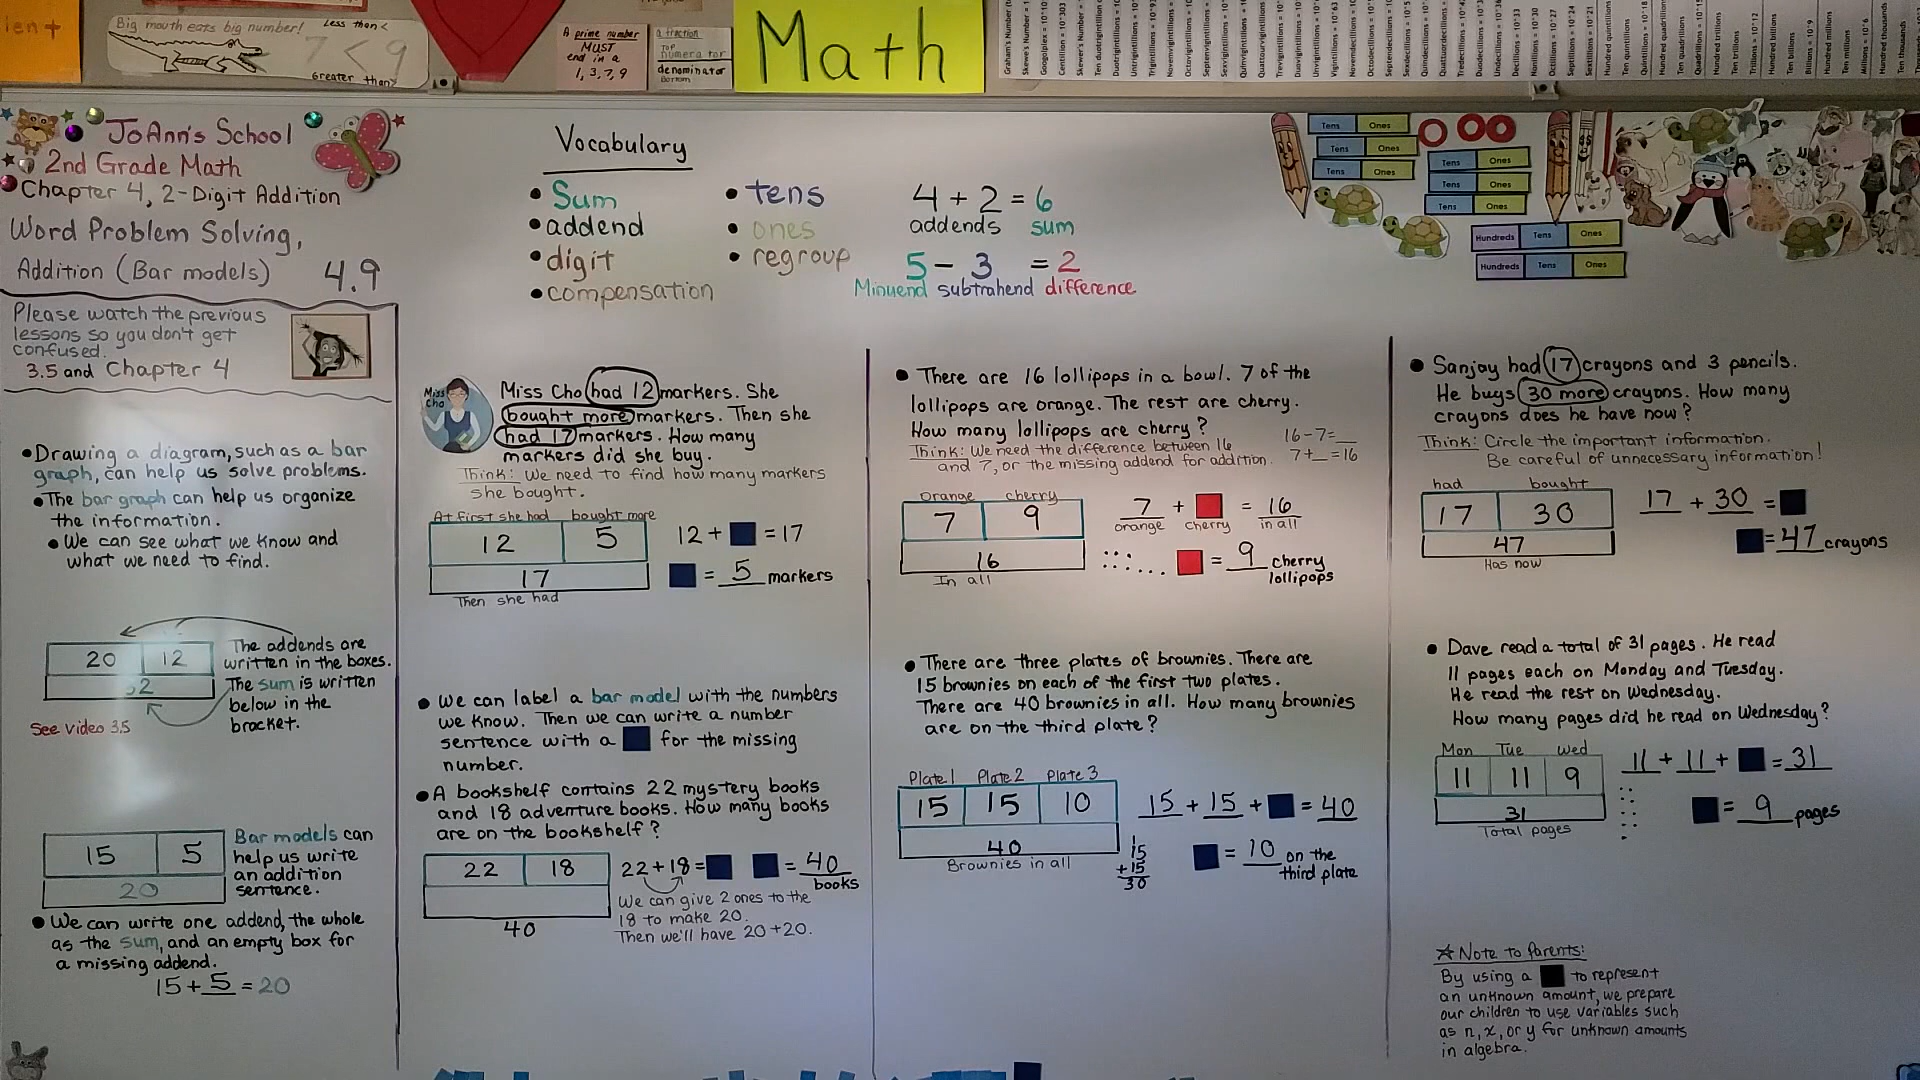 ient
Big mouth eats big number!
Less than <
7 < 9
Greater than >
A prime number
MUST
end in a
1, 3, 7, 9
a fraction
Top
numerator
denominator
Bottom
Math
JoAnn's School
2nd Grade Math
Chapter 4, 2-Digit Addition
Word Problem Solving,
Addition (Bar models) 4.9
Please watch the previous
lessons so you don't get
confused.
3.5 and Chapter 4
• Drawing a diagram, such as a bar
graph, can help us solve problems.
• The bar graph can help us organize
the information.
• We can see what we know and
what we need to find.
20 12
The addends are
written in the boxes.
The sum is written
below in the
bracket.
See video 3.5
15 5
20
Bar models can
help us write
an addition
sentence.
• We can write one addend, the whole
as the sum, and an empty box for
a missing addend.
15 + 5 = 20
Vocabulary
• Sum
• addend
• digit
• compensation
• tens
• ones
• regroup
4 + 2 = 6
addends sum
5 - 3 = 2
Minuend subtrahend difference
Miss
Cho
Miss Cho had 12 markers. She
bought more markers. Then she
had 17 markers. How many
markers did she buy.
Think: We need to find how many markers
she bought.
At first she had bought more
12 5
17
Then she had
12 + ■ = 17
■ = 5 markers
• We can label a bar model with the numbers
we know. Then we can write a number
sentence with a ■ for the missing
number.
• A bookshelf contains 22 mystery books
and 18 adventure books. How many books
are on the bookshelf?
22 18
40
22 + 18 = ■ ■ = 40
books
We can give 2 ones to the
18 to make 20.
Then we'll have 20 + 20.
• There are 16 lollipops in a bowl. 7 of the
lollipops are orange. The rest are cherry.
How many lollipops are cherry?
Think: We need the difference between 16
and 7, or the missing addend for addition.
16 - 7 = __
7 + __ = 16
orange cherry
7 9
16
In all
7 + ■ = 16
orange cherry in all
■ = 9 cherry
lollipops
• There are three plates of brownies. There are
15 brownies on each of the first two plates.
There are 40 brownies in all. How many brownies
are on the third plate?
Plate 1 Plate 2 Plate 3
15 15 10
40
Brownies in all
15 + 15 + ■ = 40
1
15
+15
30
■ = 10 on the
third plate
Tens Ones
Tens Ones
Tens Ones
Tens Ones
Tens Ones
Tens Ones
Hundreds Tens Ones
Hundreds Tens Ones
• Sanjay had 17 crayons and 3 pencils.
He buys 30 more crayons. How many
crayons does he have now?
Think: Circle the important information.
Be careful of unnecessary information!
had bought
17 30
47
Has now
17 + 30 = ■
■ = 47 crayons
• Dave read a total of 31 pages. He read
11 pages each on Monday and Tuesday.
He read the rest on Wednesday.
How many pages did he read on Wednesday?
Mon Tue Wed
11 11 9
31
Total pages
11 + 11 + ■ = 31
■ = 9 pages
☆ Note to Parents:
By using a ■ to represent
an unknown amount, we prepare
our children to use variables such
as n, x, or y for unknown amounts
in algebra.